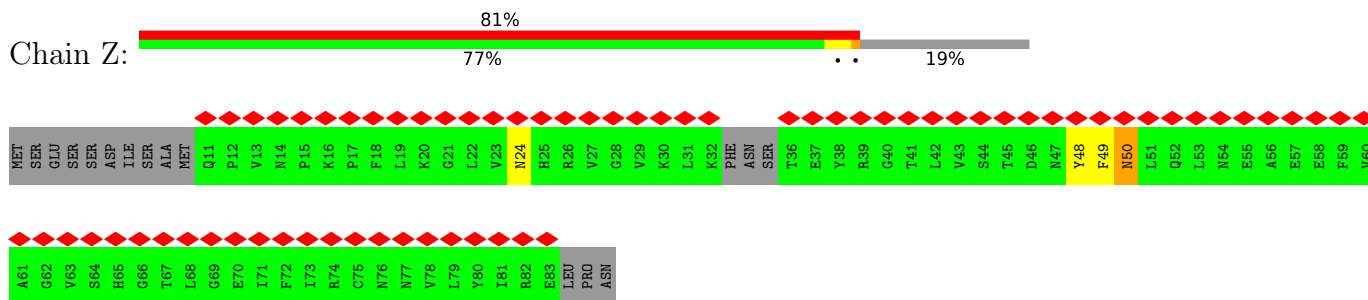 81%
Chain Z:
77% . . 19%
MET SER GLU SER SER ASP ILE SER ALA MET Q11 P12 V13 N14 P15 K16 P17 F18 L19 K20 G21 L22 V23 N24 H25 R26 V27 G28 V29 K30 L31 K32 PHE ASN SER T36 E37 Y38 R39 G40 T41 L42 V43 S44 T45 D46 N47 Y48 F49 N50 L51 Q52 L53 N54 E55 A56 E57 E58 F59 V60
A61 G62 V63 S64 H65 G66 T67 L68 G69 E70 I71 F72 I73 R74 C75 N76 N77 V78 L79 Y80 I81 R82 E83 LEU PRO ASN